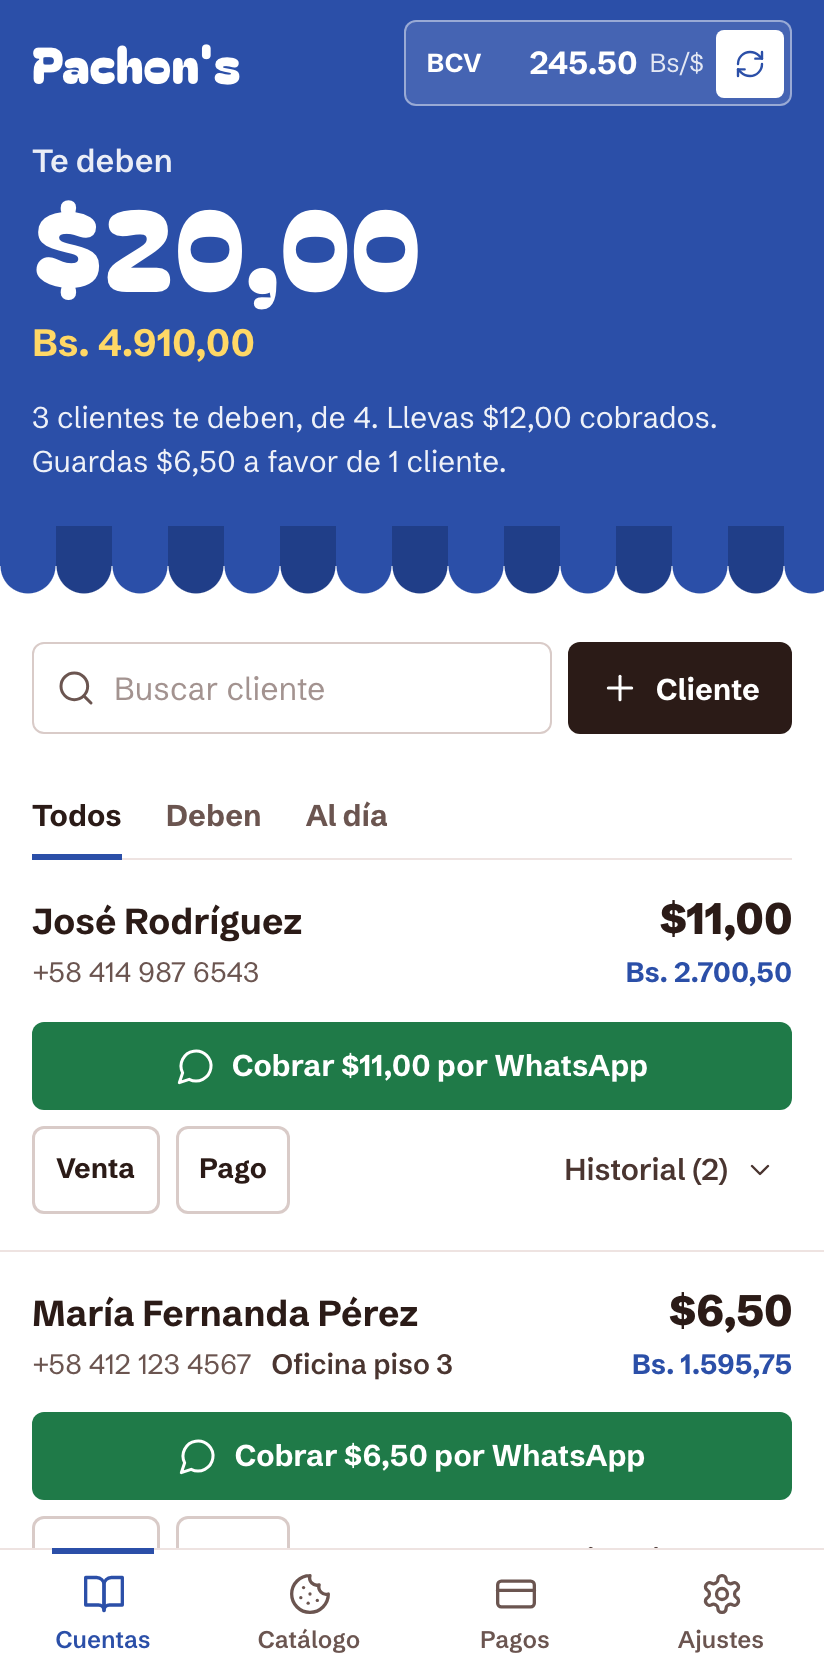 Pachon's
BCV 245.50 Bs/$
Te deben
$20,00
Bs. 4.910,00
3 clientes te deben, de 4. Llevas $12,00 cobrados.
Guardas $6,50 a favor de 1 cliente.
Buscar cliente
Cliente
Todos Deben Al día
José Rodríguez $11,00
+58 414 987 6543 Bs. 2.700,50
Cobrar $11,00 por WhatsApp
Venta Pago Historial (2)
María Fernanda Pérez $6,50
+58 412 123 4567 Oficina piso 3 Bs. 1.595,75
Cobrar $6,50 por WhatsApp
Cuentas Catálogo Pagos Ajustes